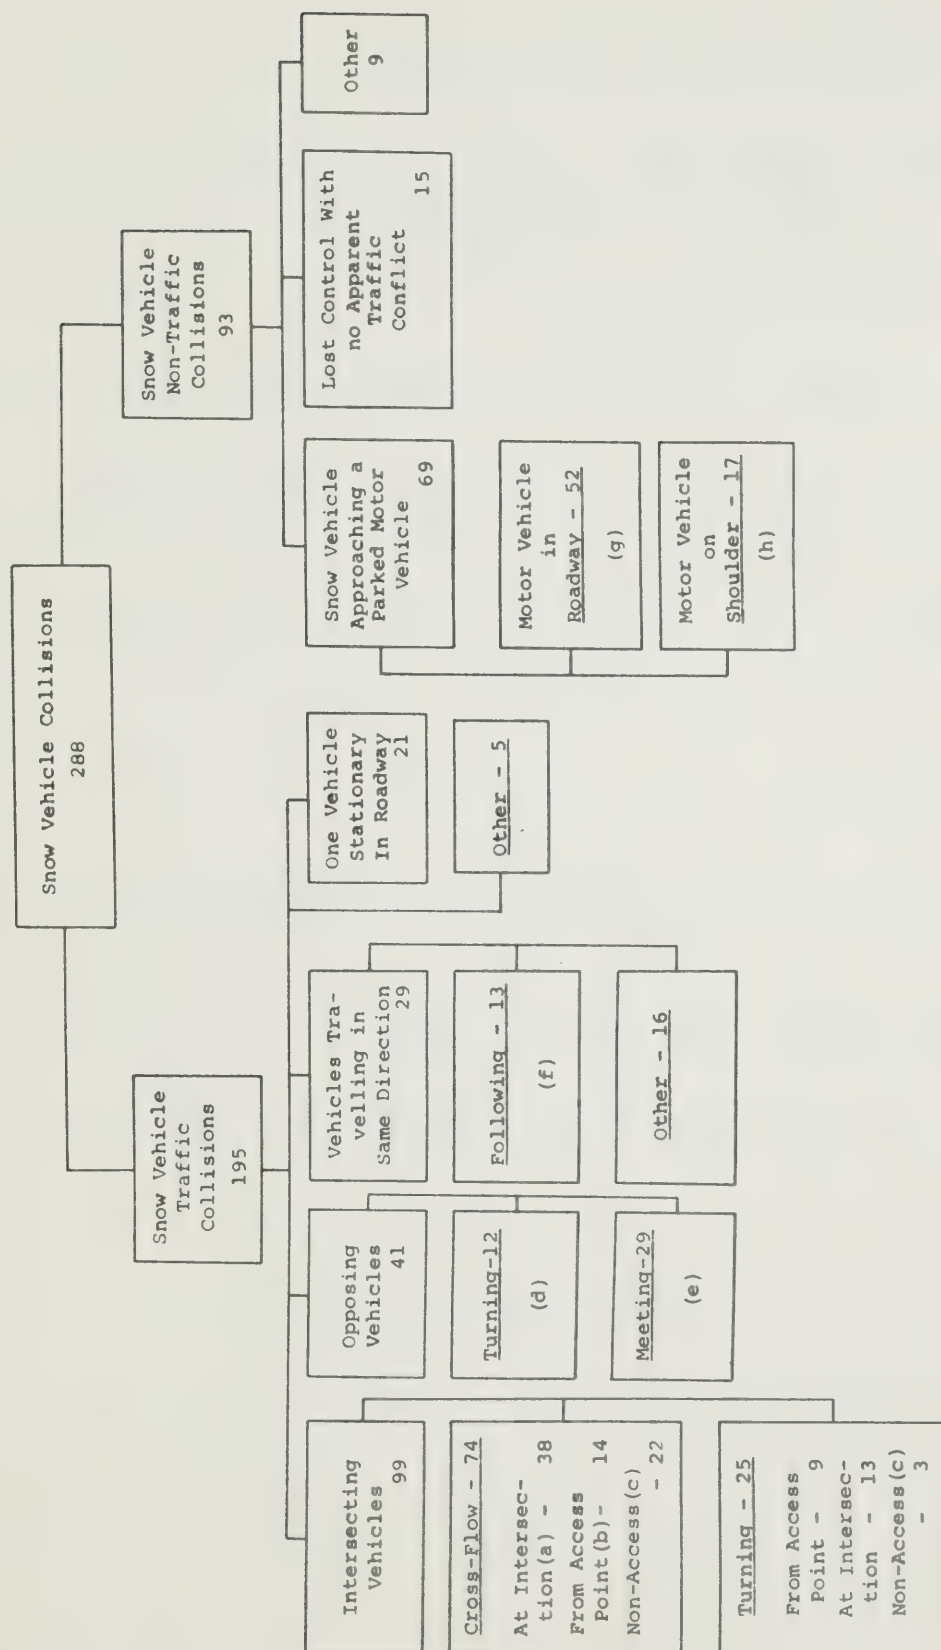 Snow Vehicle Collisions
288
Snow Vehicle
Traffic
Collisions
195
Snow Vehicle
Non-Traffic
Collisions
93
Intersecting
Vehicles
99
Cross-Flow - 74
At Intersec-
tion(a) - 38
From Access
Point(b)- 14
Non-Access(c)
- 22
Turning - 25
From Access
Point - 9
At Intersec-
tion - 13
Non-Access(c)
- 3
Opposing
Vehicles
41
Turning-12
(d)
Meeting-29
(e)
Vehicles Tra-
velling in
Same Direction
29
Following - 13
(f)
Other - 16
One Vehicle
Stationary
In Roadway
21
Other - 5
Snow Vehicle
Approaching a
Parked Motor
Vehicle
69
Motor Vehicle
in
Roadway - 52
(g)
Motor Vehicle
on
Shoulder - 17
(h)
Lost Control With
no Apparent
Traffic
Conflict
15
Other
9